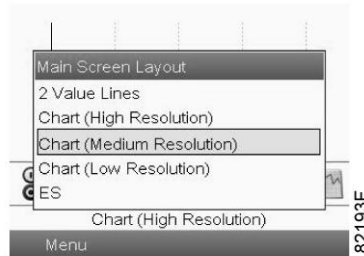 Main Screen Layout
2 Value Lines
Chart (High Resolution)
Chart (Medium Resolution)
Chart (Low Resolution)
ES
Chart (High Resolution)
Menu
82193F